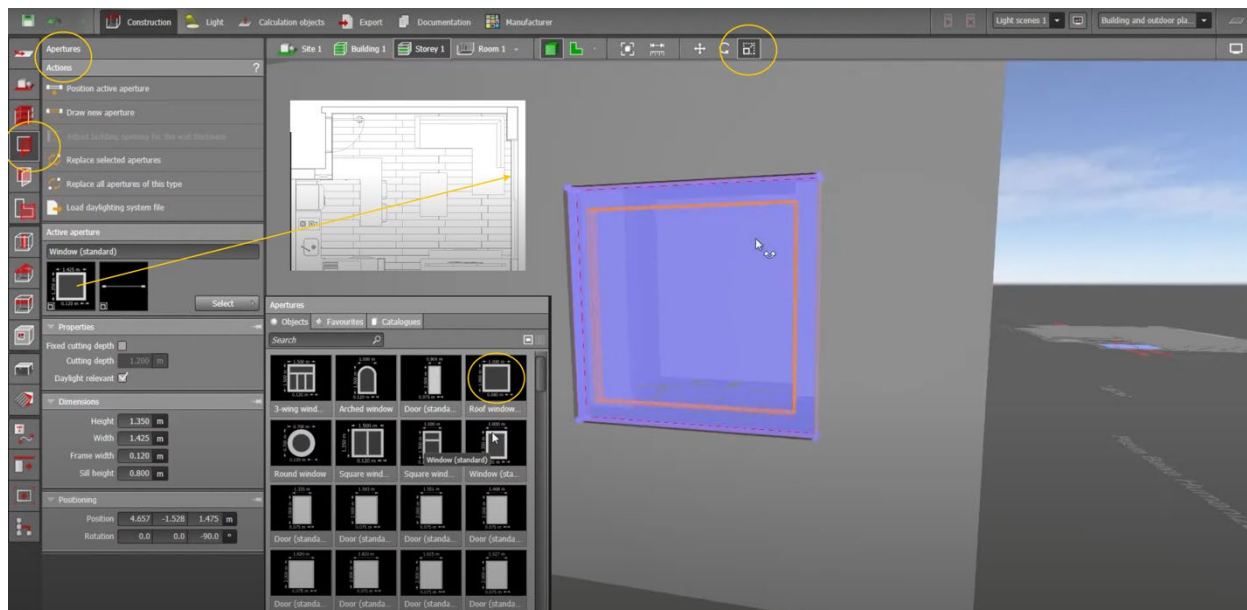 Construction
Light
Calculation objects
Export
Documentation
Manufacturer
Light scenes 1
Building and outdoor pla...
Apertures
Site 1
Building 1
Storey 1
Room 1
Actions
?
Position active aperture
Draw new aperture
Adjust building opening for the wall thickness
Replace selected apertures
Replace all apertures of this type
Load daylighting system file
Active aperture
Window (standard)
1.425 m
0.120 m
Select
Properties
Fixed cutting depth
Cutting depth 1.200 m
Daylight relevant
Dimensions
Height 1.350 m
Width 1.425 m
Frame width 0.120 m
Sill height 0.800 m
Positioning
Position 4.657 -1.528 1.475 m
Rotation 0.0 0.0 -90.0 °
Apertures
Objects
Favourites
Catalogues
Search
3-wing wind...
Arched window
Door (standa...
Roof window...
Round window
Square wind...
Square wind...
Window (sta...
Window (standard)
Door (standa...
Door (standa...
Door (standa...
Door (standa...
Door (standa...
Door (standa...
Door (standa...
Door (standa...